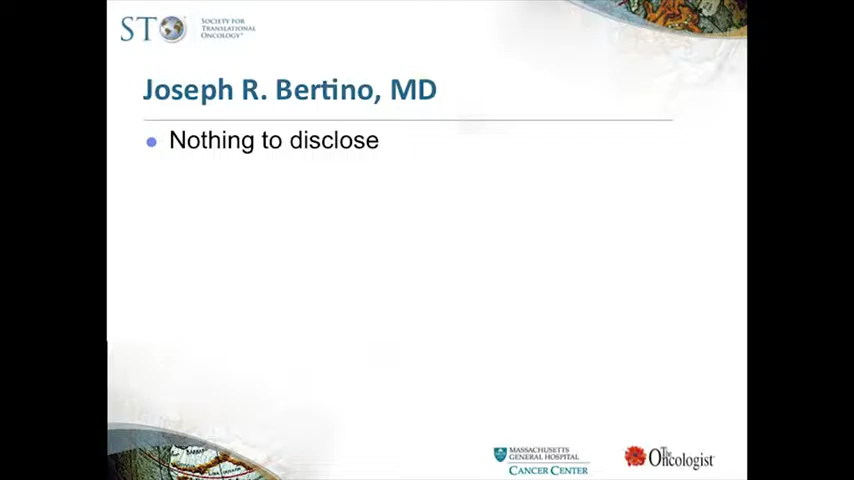 STO
SOCIETY FOR
TRANSLATIONAL
ONCOLOGY
Joseph R. Bertino, MD
Nothing to disclose
MASSACHUSETTS
GENERAL HOSPITAL
CANCER CENTER
The
Oncologist